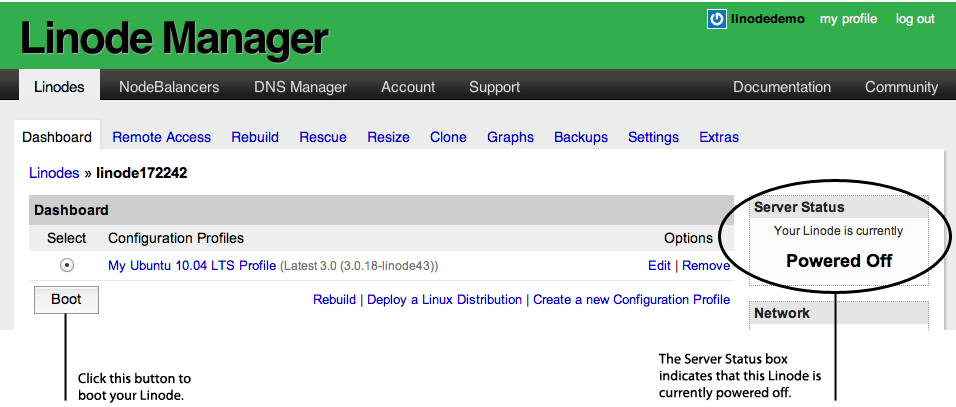 linodedemo my profile log out
Linode Manager
Linodes NodeBalancers DNS Manager Account Support Documentation Community
Dashboard Remote Access Rebuild Rescue Resize Clone Graphs Backups Settings Extras
Linodes » linode172242
Dashboard
Select Configuration Profiles Options
My Ubuntu 10.04 LTS Profile (Latest 3.0 (3.0.18-linode43)) Edit | Remove
Boot
Rebuild | Deploy a Linux Distribution | Create a new Configuration Profile
Server Status
Your Linode is currently
Powered Off
Network
Click this button to
boot your Linode.
The Server Status box
indicates that this Linode is
currently powered off.